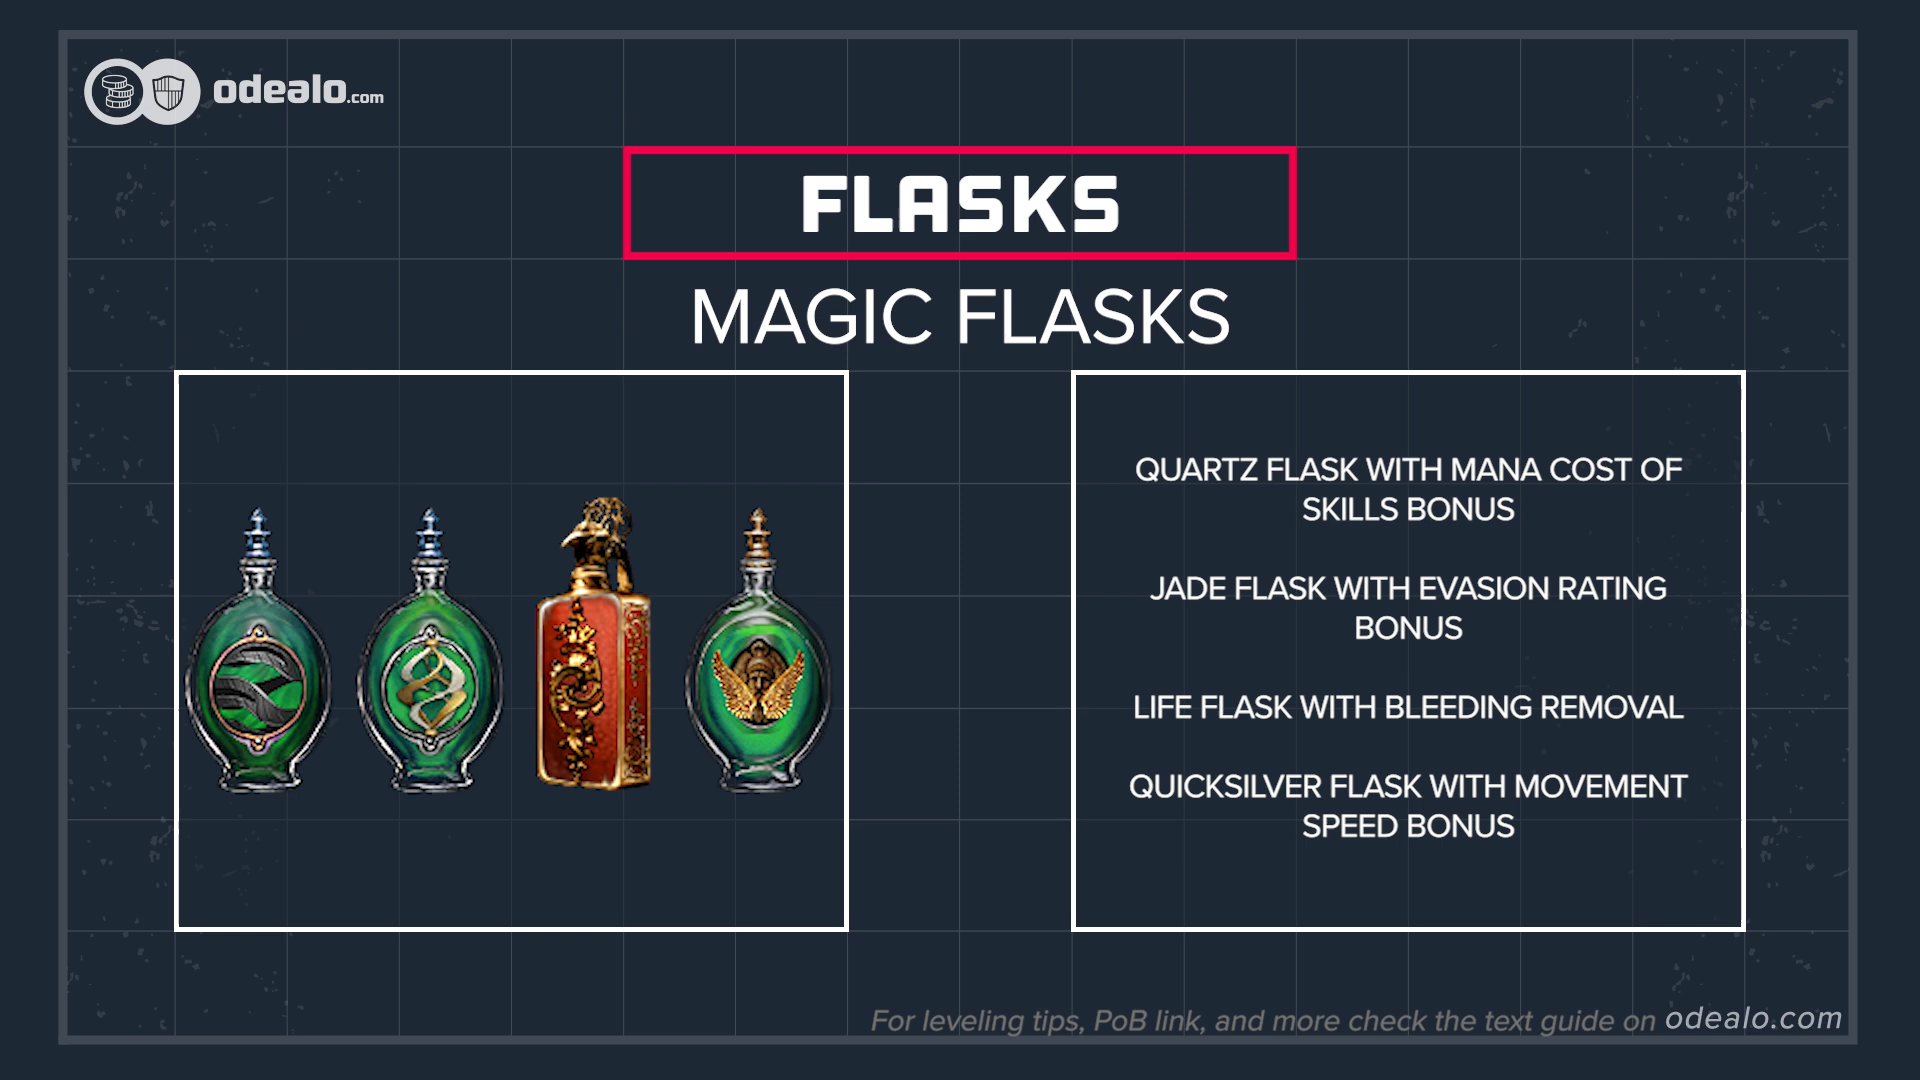 odealo.com
FLASKS
MAGIC FLASKS
QUARTZ FLASK WITH MANA COST OF
SKILLS BONUS
JADE FLASK WITH EVASION RATING
BONUS
LIFE FLASK WITH BLEEDING REMOVAL
QUICKSILVER FLASK WITH MOVEMENT
SPEED BONUS
For leveling tips, PoB link, and more check the text guide on odealo.com